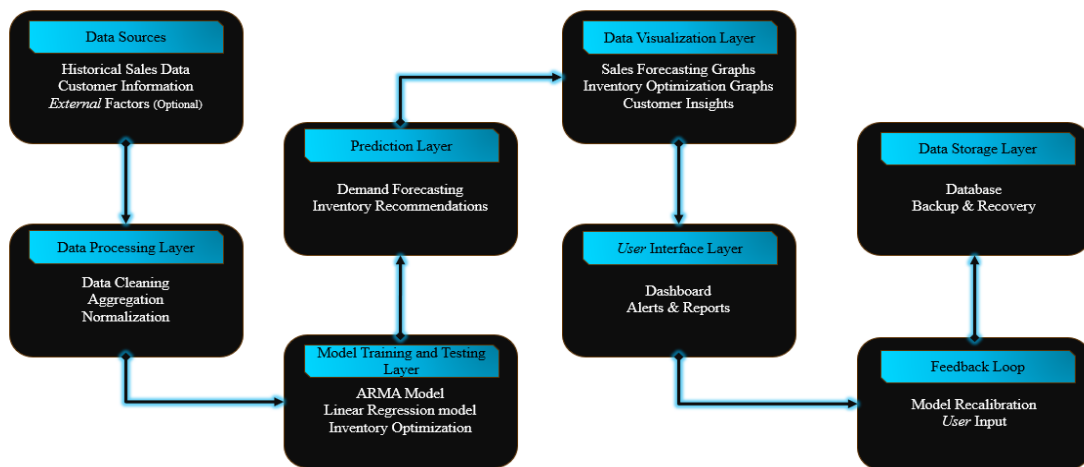 Data Sources
Historical Sales Data
Customer Information
External Factors (Optional)
Data Processing Layer
Data Cleaning
Aggregation
Normalization
Model Training and Testing
Layer
ARMA Model
Linear Regression model
Inventory Optimization
Prediction Layer
Demand Forecasting
Inventory Recommendations
Data Visualization Layer
Sales Forecasting Graphs
Inventory Optimization Graphs
Customer Insights
User Interface Layer
Dashboard
Alerts & Reports
Feedback Loop
Model Recalibration
User Input
Data Storage Layer
Database
Backup & Recovery